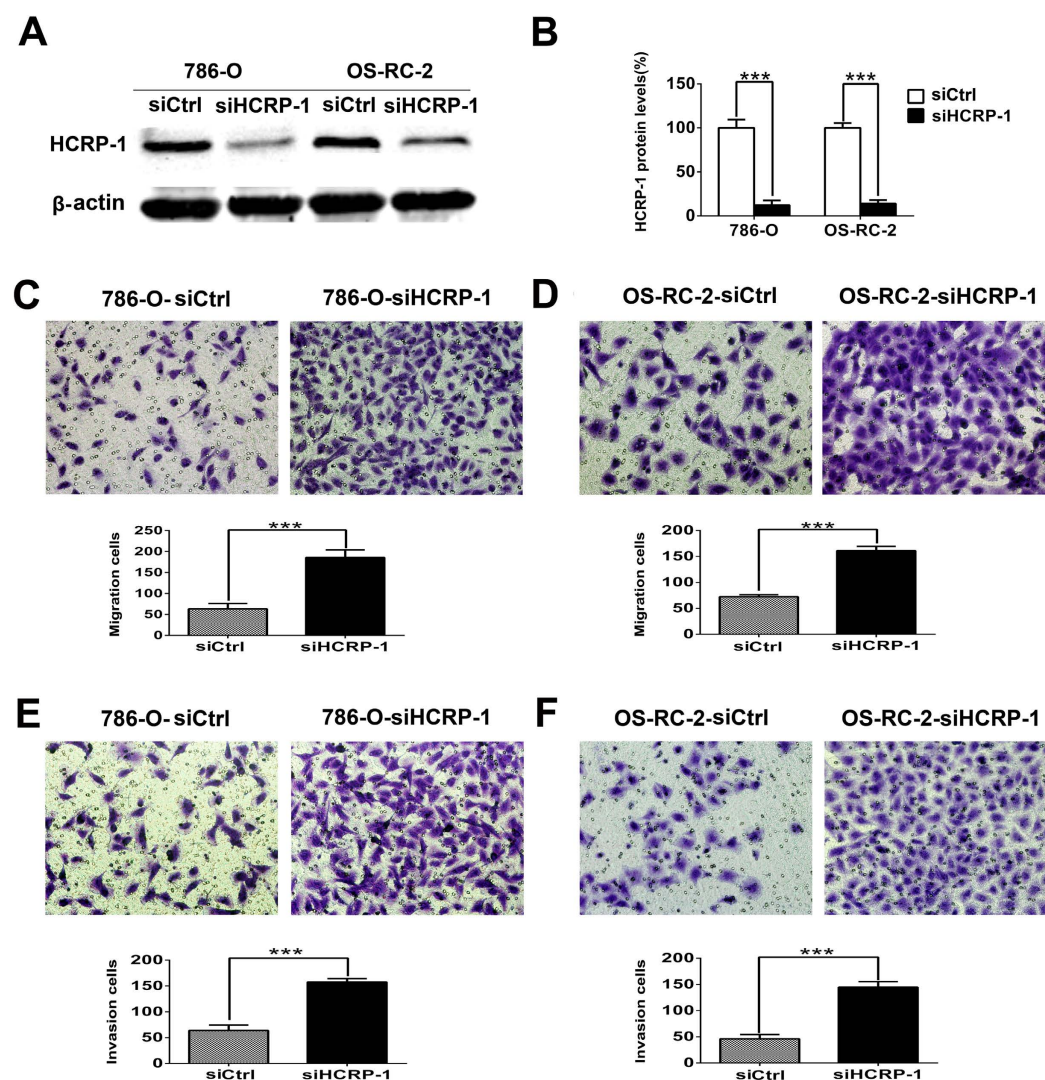 A
786-O OS-RC-2
siCtrl siHCRP-1 siCtrl siHCRP-1
HCRP-1
β-actin
B
HCRP-1 protein levels(%)
150
100
50
0
*** ***
786-O OS-RC-2
siCtrl
siHCRP-1
C
786-O-siCtrl 786-O-siHCRP-1
Migration cells
250
200
150
100
50
0
***
siCtrl siHCRP-1
D
OS-RC-2-siCtrl OS-RC-2-siHCRP-1
Migration cells
200
150
100
50
0
***
siCtrl siHCRP-1
E
786-O-siCtrl 786-O-siHCRP-1
Invasion cells
200
150
100
50
0
***
siCtrl siHCRP-1
F
OS-RC-2-siCtrl OS-RC-2-siHCRP-1
Invasion cells
200
150
100
50
0
***
siCtrl siHCRP-1